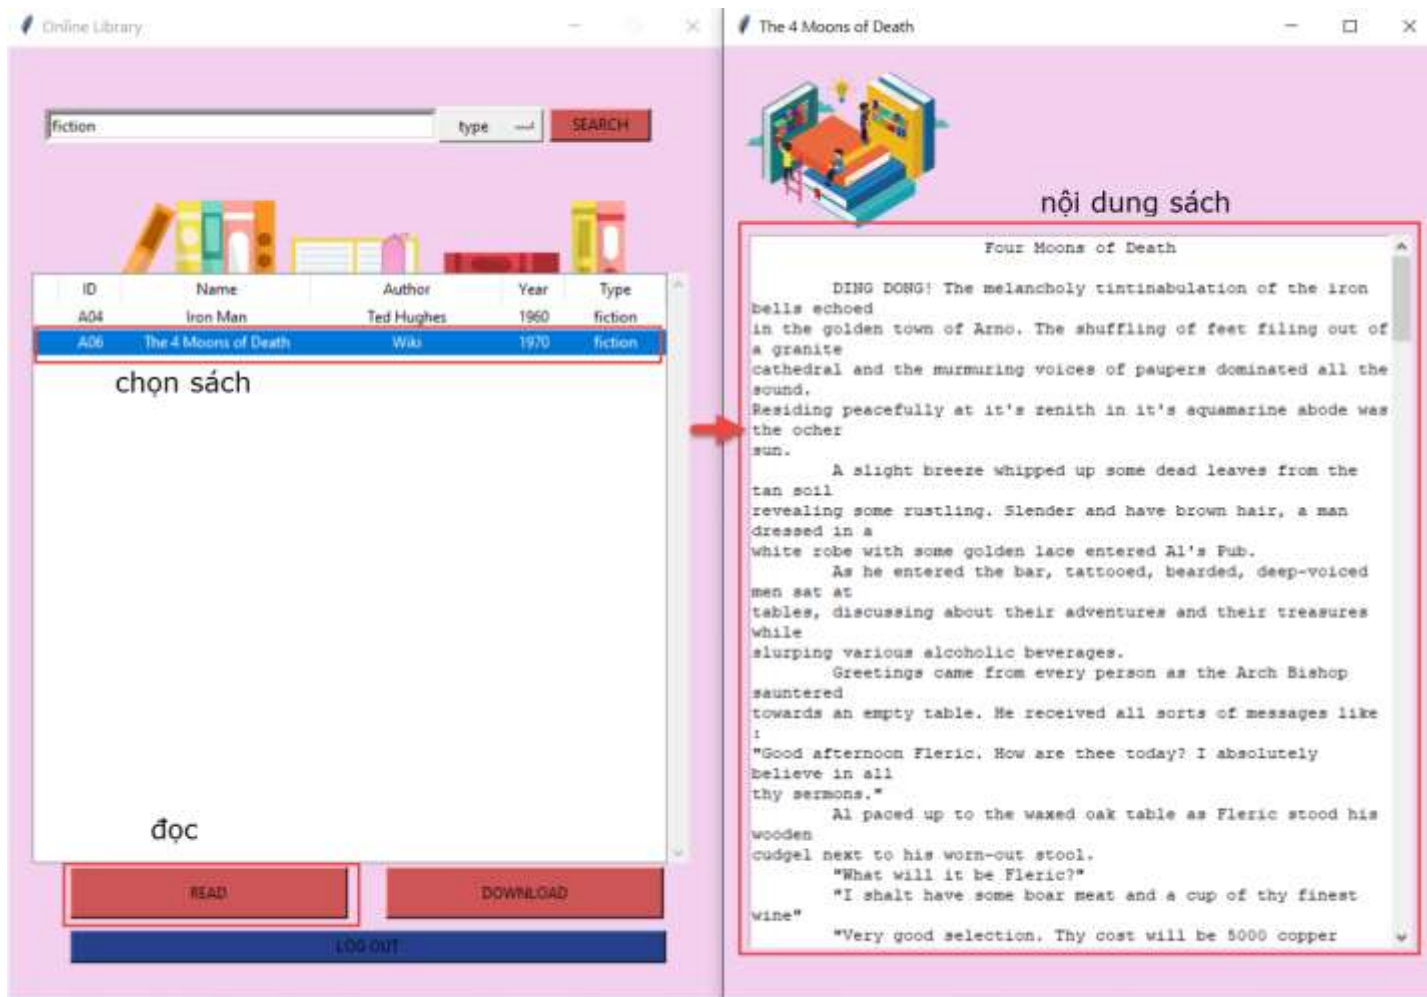 Online Library
fiction
type
SEARCH
ID Name Author Year Type
A04 Iron Man Ted Hughes 1960 fiction
A06 The 4 Moons of Death Wiki 1970 fiction
chọn sách
đọc
READ
DOWNLOAD
LOG OUT
The 4 Moons of Death
nội dung sách
Four Moons of Death
DING DONG! The melancholy tintinabulation of the iron
bells echoed
in the golden town of Arno. The shuffling of feet filing out of
a granite
cathedral and the murmuring voices of paupers dominated all the
sound.
Residing peacefully at it's zenith in it's aquamarine abode was
the ocher
sun.
A slight breeze whipped up some dead leaves from the
tan soil
revealing some rustling. Slender and have brown hair, a man
dressed in a
white robe with some golden lace entered Al's Pub.
As he entered the bar, tattooed, bearded, deep-voiced
men sat at
tables, discussing about their adventures and their treasures
while
slurping various alcoholic beverages.
Greetings came from every person as the Arch Bishop
sauntered
towards an empty table. He received all sorts of messages like
:
"Good afternoon Fleric. How are thee today? I absolutely
believe in all
thy sermons."
Al paced up to the waxed oak table as Fleric stood his
wooden
cudgel next to his worn-out stool.
"What will it be Fleric?"
"I shalt have some boar meat and a cup of thy finest
wine"
"Very good selection. Thy cost will be 5000 copper